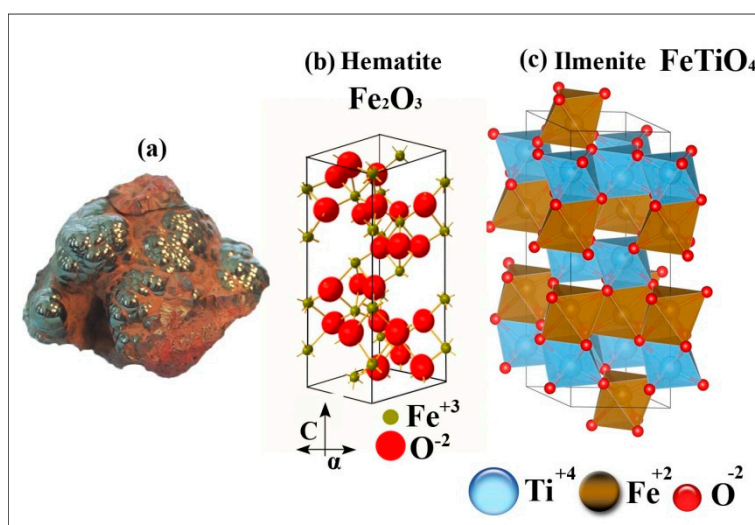 (a)
(b) Hematite
Fe₂O₃
(c) Ilmenite FeTiO₄
C
α
Fe⁺³
O⁻²
Ti⁺⁴ Fe⁺² O⁻²